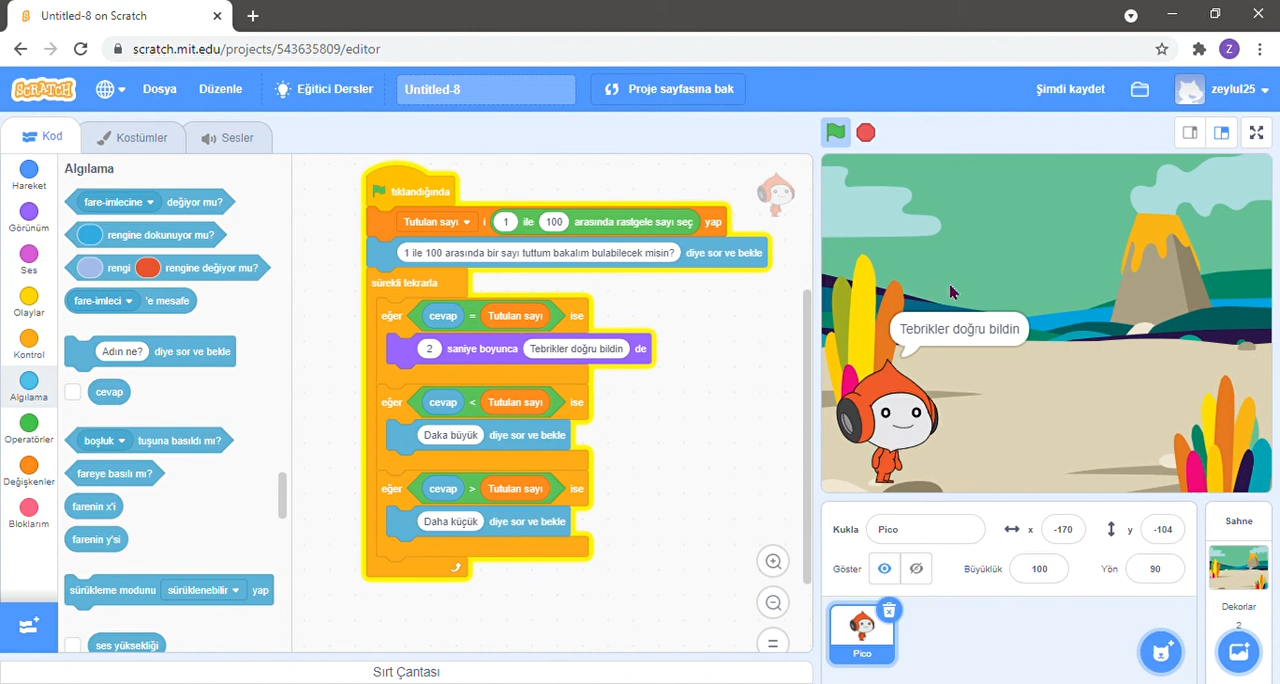 Untitled-8 on Scratch
scratch.mit.edu/projects/543635809/editor
Z
SCRATCH
Dosya
Düzenle
Eğitici Dersler
Untitled-8
Proje sayfasına bak
Şimdi kaydet
zeylul25
Kod
Kostümler
Sesler
Hareket
Görünüm
Ses
Olaylar
Kontrol
Algılama
Operatörler
Değişkenler
Bloklarım
Algılama
fare-imlecine değiyor mu?
rengine dokunuyor mu?
rengi rengine değiyor mu?
fare-imleci 'e mesafe
Adın ne? diye sor ve bekle
cevap
boşluk tuşuna basıldı mı?
fareye basılı mı?
farenin x'i
farenin y'si
sürükleme modunu sürüklenebilir yap
ses yüksekliği
tıklandığında
Tutulan sayı i 1 ile 100 arasında rastgele sayı seç yap
1 ile 100 arasında bir sayı tuttum bakalım bulabilecek misin? diye sor ve bekle
sürekli tekrarla
eğer cevap = Tutulan sayı ise
2 saniye boyunca Tebrikler doğru bildin de
eğer cevap < Tutulan sayı ise
Daka büyük diye sor ve bekle
eğer cevap > Tutulan sayı ise
Daha küçük diye sor ve bekle
Sırt Çantası
Tebrikler doğru bildin
Kukla Pico x -170 y -104
Göster Büyüklük 100 Yön 90
Pico
Sahne
Dekorlar
2